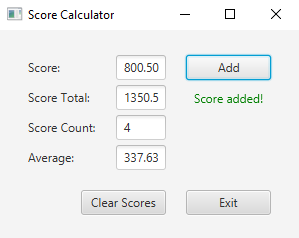 Score Calculator
Score: 800.50 Add
Score Total: 1350.5 Score added!
Score Count: 4
Average: 337.63
Clear Scores Exit